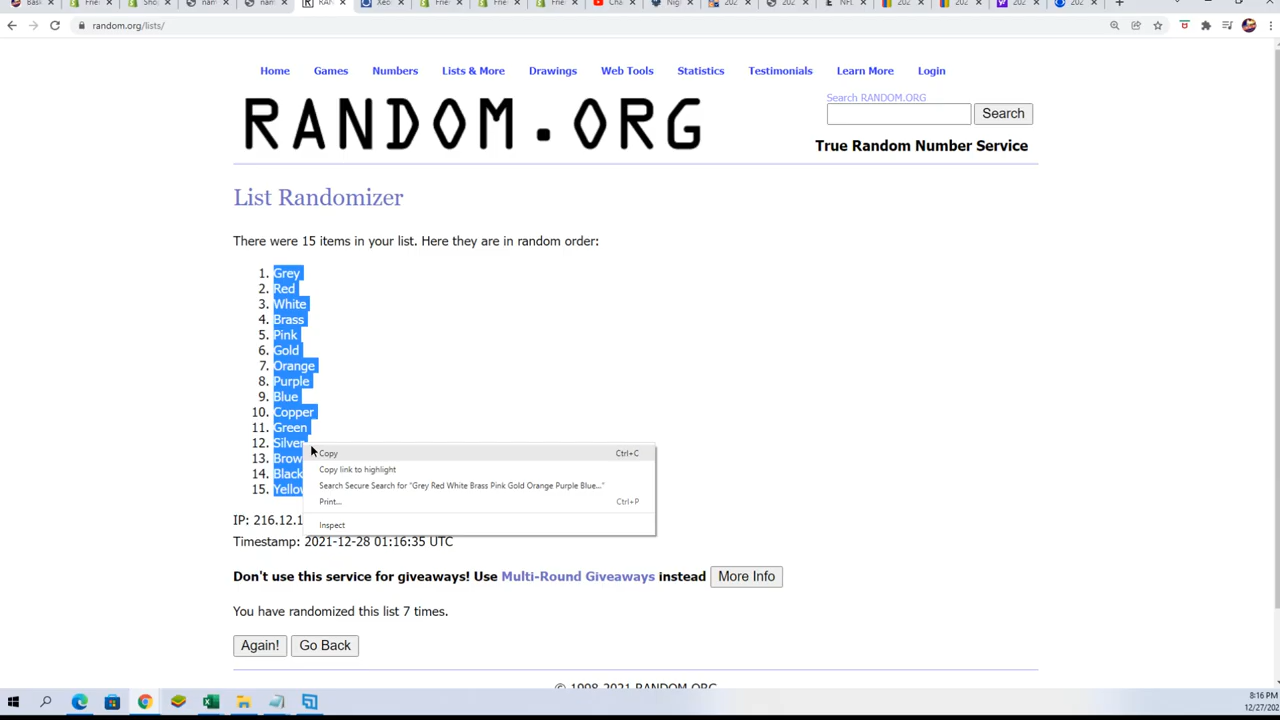 random.org/lists/
Home Games Numbers Lists & More Drawings Web Tools Statistics Testimonials Learn More Login
RANDOM.ORG
Search RANDOM.ORG
Search
True Random Number Service
List Randomizer
There were 15 items in your list. Here they are in random order:
1. Grey
2. Red
3. White
4. Brass
5. Pink
6. Gold
7. Orange
8. Purple
9. Blue
10. Copper
11. Green
12. Silver
13. Brow
14. Black
15. Yellow
Copy Ctrl+C
Copy link to highlight
Search Secure Search for "Grey Red White Brass Pink Gold Orange Purple Blue..."
Print... Ctrl+P
Inspect
IP: 216.12.1
Timestamp: 2021-12-28 01:16:35 UTC
Don't use this service for giveaways! Use Multi-Round Giveaways instead More Info
You have randomized this list 7 times.
Again! Go Back
© 1998-2021 RANDOM.ORG
8:16 PM
12/27/202